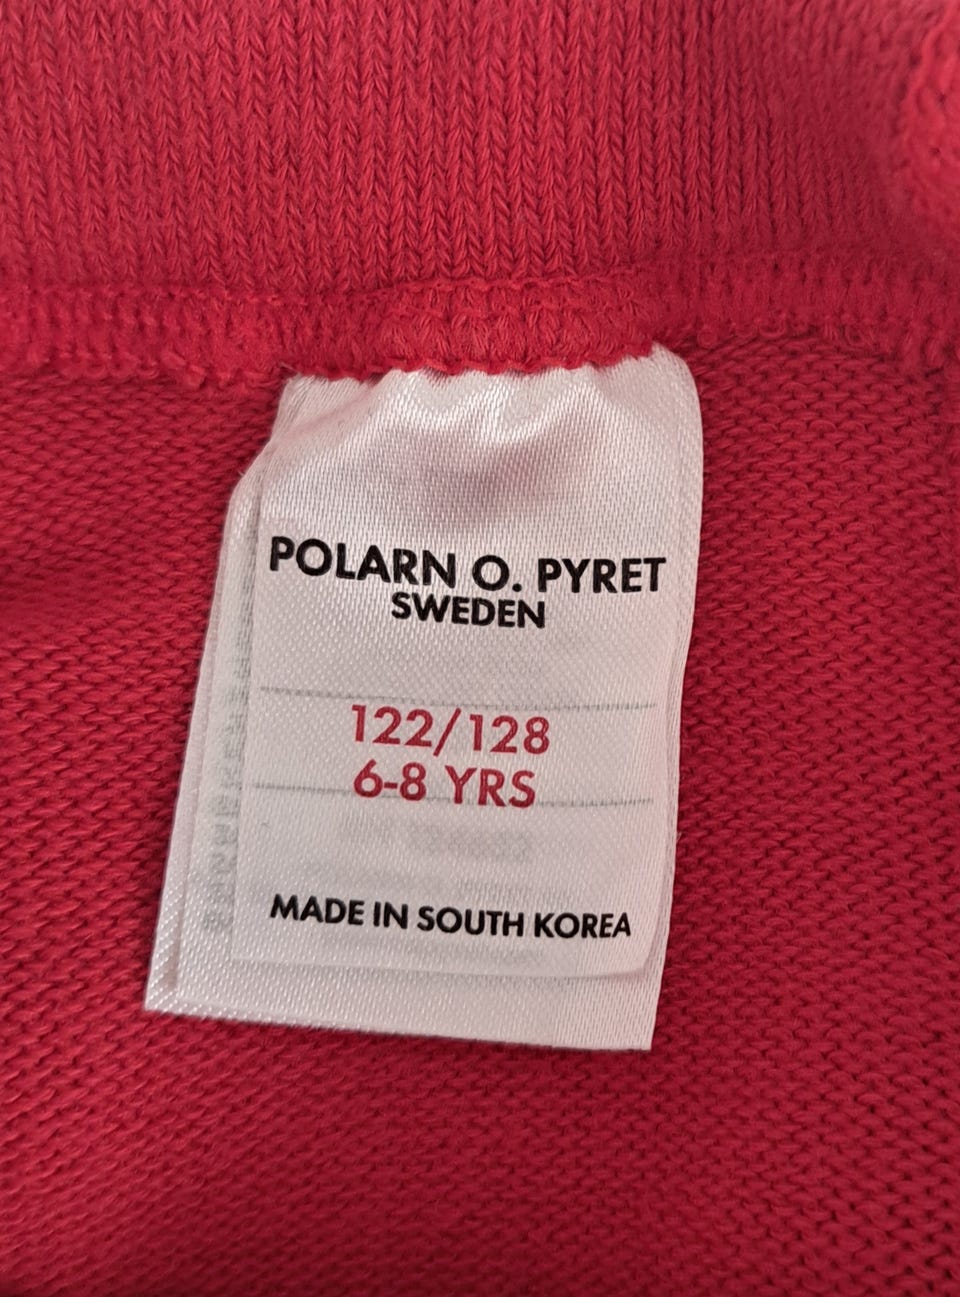 POLARN O. PYRET
SWEDEN
122/128
6-8 YRS
MADE IN SOUTH KOREA